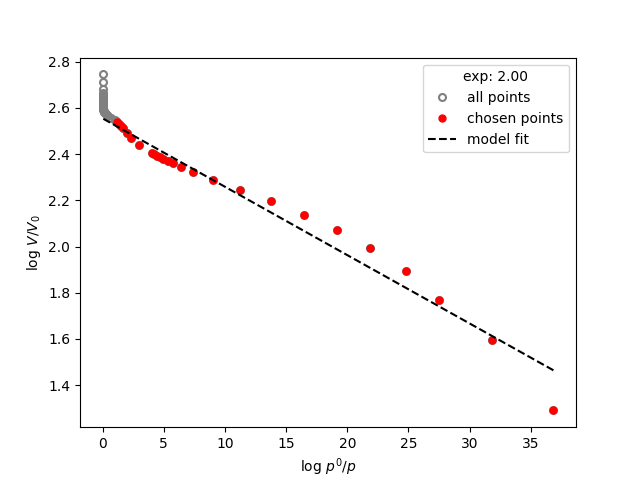 exp: 2.00
all points
chosen points
model fit
2.8
2.6
2.4
2.2
2.0
1.8
1.6
1.4
log V/V₀
0 5 10 15 20 25 30 35
log p⁰/p